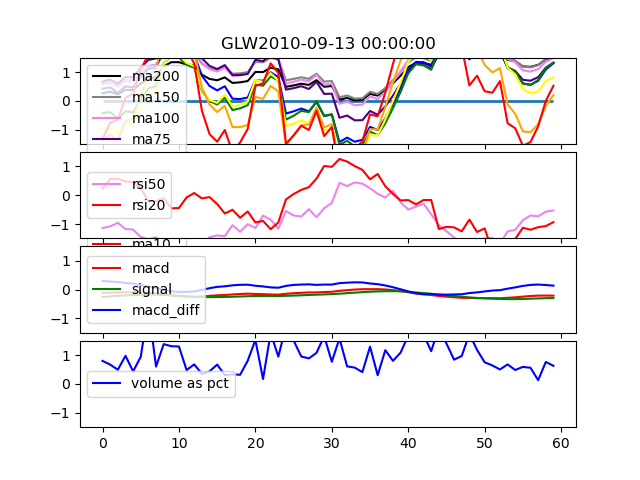 GLW2010-09-13 00:00:00
1
0
−1
ma200
ma150
ma100
ma75
1
0
−1
rsi50
rsi20
ma10
1
0
−1
macd
signal
macd_diff
1
0
−1
volume as pct
0 10 20 30 40 50 60